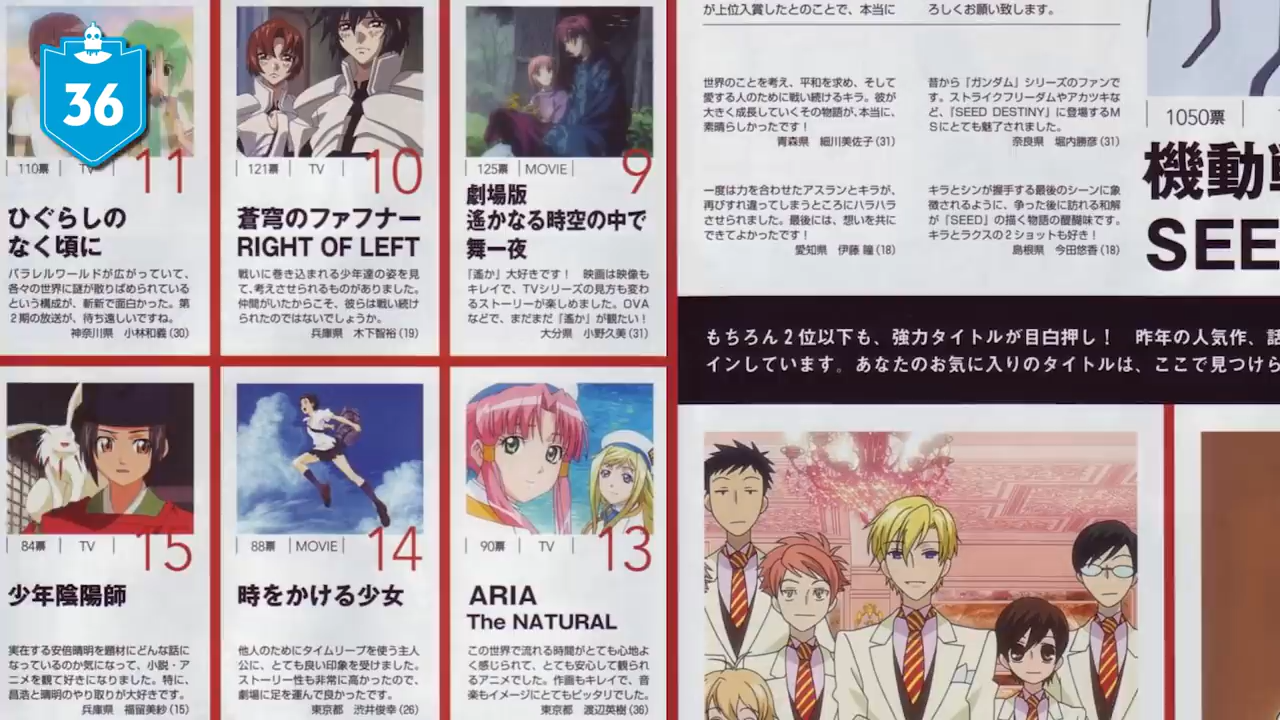 36
110票 TV 11
ひぐらしの
なく頃に
パラレルワールドが広がっていて、
各々の世界に謎が散りばめられている
という構成が、斬新で面白かった。第
2期の放送が、待ち遠しいですね。
神奈川県 小林和義(30)
121票 TV 10
蒼穹のファフナー
RIGHT OF LEFT
戦いに巻き込まれる少年達の姿を見
て、考えさせられるものがありました。
仲間がいたからこそ、彼らは戦い続け
られたのではないでしょうか。
兵庫県 木下智裕(19)
125票 MOVIE 9
劇場版
遙かなる時空の中で
舞一夜
『遙か』大好きです! 映画は映像も
キレイで、TVシリーズの見方も変わ
るストーリーが楽しめました。OVA
などで、まだまだ『遙か』が観たい!
大分県 小野久美(31)
84票 TV 15
少年陰陽師
実在する安倍晴明を題材にどんな話に
なっているのか気になって、小説・ア
ニメを観て好きになりました。特に、
昌浩と晴明のやり取りが大好きです。
兵庫県 福留美紗(15)
88票 MOVIE 14
時をかける少女
他人のためにタイムリープを使う主人
公に、とても良い印象を受けました。
ストーリー性も非常に高かったので、
劇場に足を運んで良かったです。
東京都 渋井俊幸(26)
90票 TV 13
ARIA
The NATURAL
この世界で流れる時間がとても心地よ
く感じられて、とても安心して観られ
るアニメでした。作画もキレイで、音
楽もイメージにとてもピッタリでした。
東京都 渡辺英樹(36)
が上位入賞したとのことで、本当に
ろしくお願い致します。
世界のことを考え、平和を求め、そして
愛する人のために戦い続けるキラ。彼が
大きく成長していくその物語が、本当に、
素晴らしかったです!
青森県 細川美佐子(31)
昔から『ガンダム』シリーズのファンで
す。ストライクフリーダムやアカツキな
ど、『SEED DESTINY』に登場するM
Sにとても魅了されました。
奈良県 堀内勝彦(31)
一度は力を合わせたアスランとキラが、
再びすれ違ってしまうところにハラハラ
させられました。最後には、想いを共に
できてよかったです!
愛知県 伊藤 瞳(18)
キラとシンが握手する最後のシーンに象
徴されるように、争った後に訪れる和解
が『SEED』の描く物語の醍醐味です。
キラとラクスの2ショットも好き!
島根県 今田悠香(18)
1050票
機動戦
SEE
もちろん2位以下も、強力タイトルが目白押し! 昨年の人気作、話
インしています。あなたのお気に入りのタイトルは、ここで見つけら